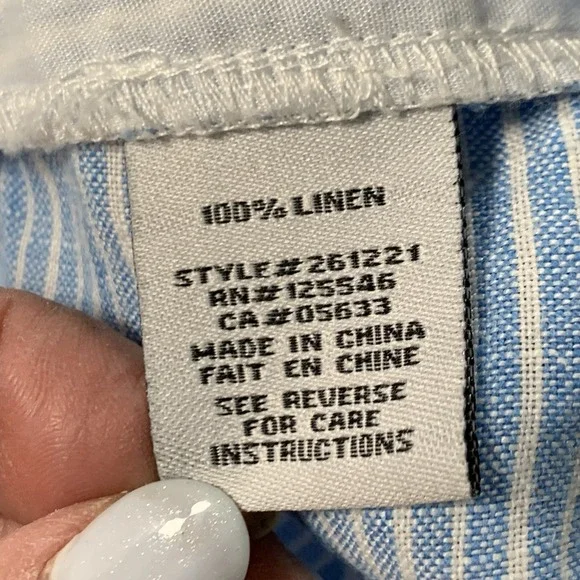 100% LINEN
STYLE# 261221
RN# 125546
CA# 05633
MADE IN CHINA
FAIT EN CHINE
SEE REVERSE
FOR CARE
INSTRUCTIONS